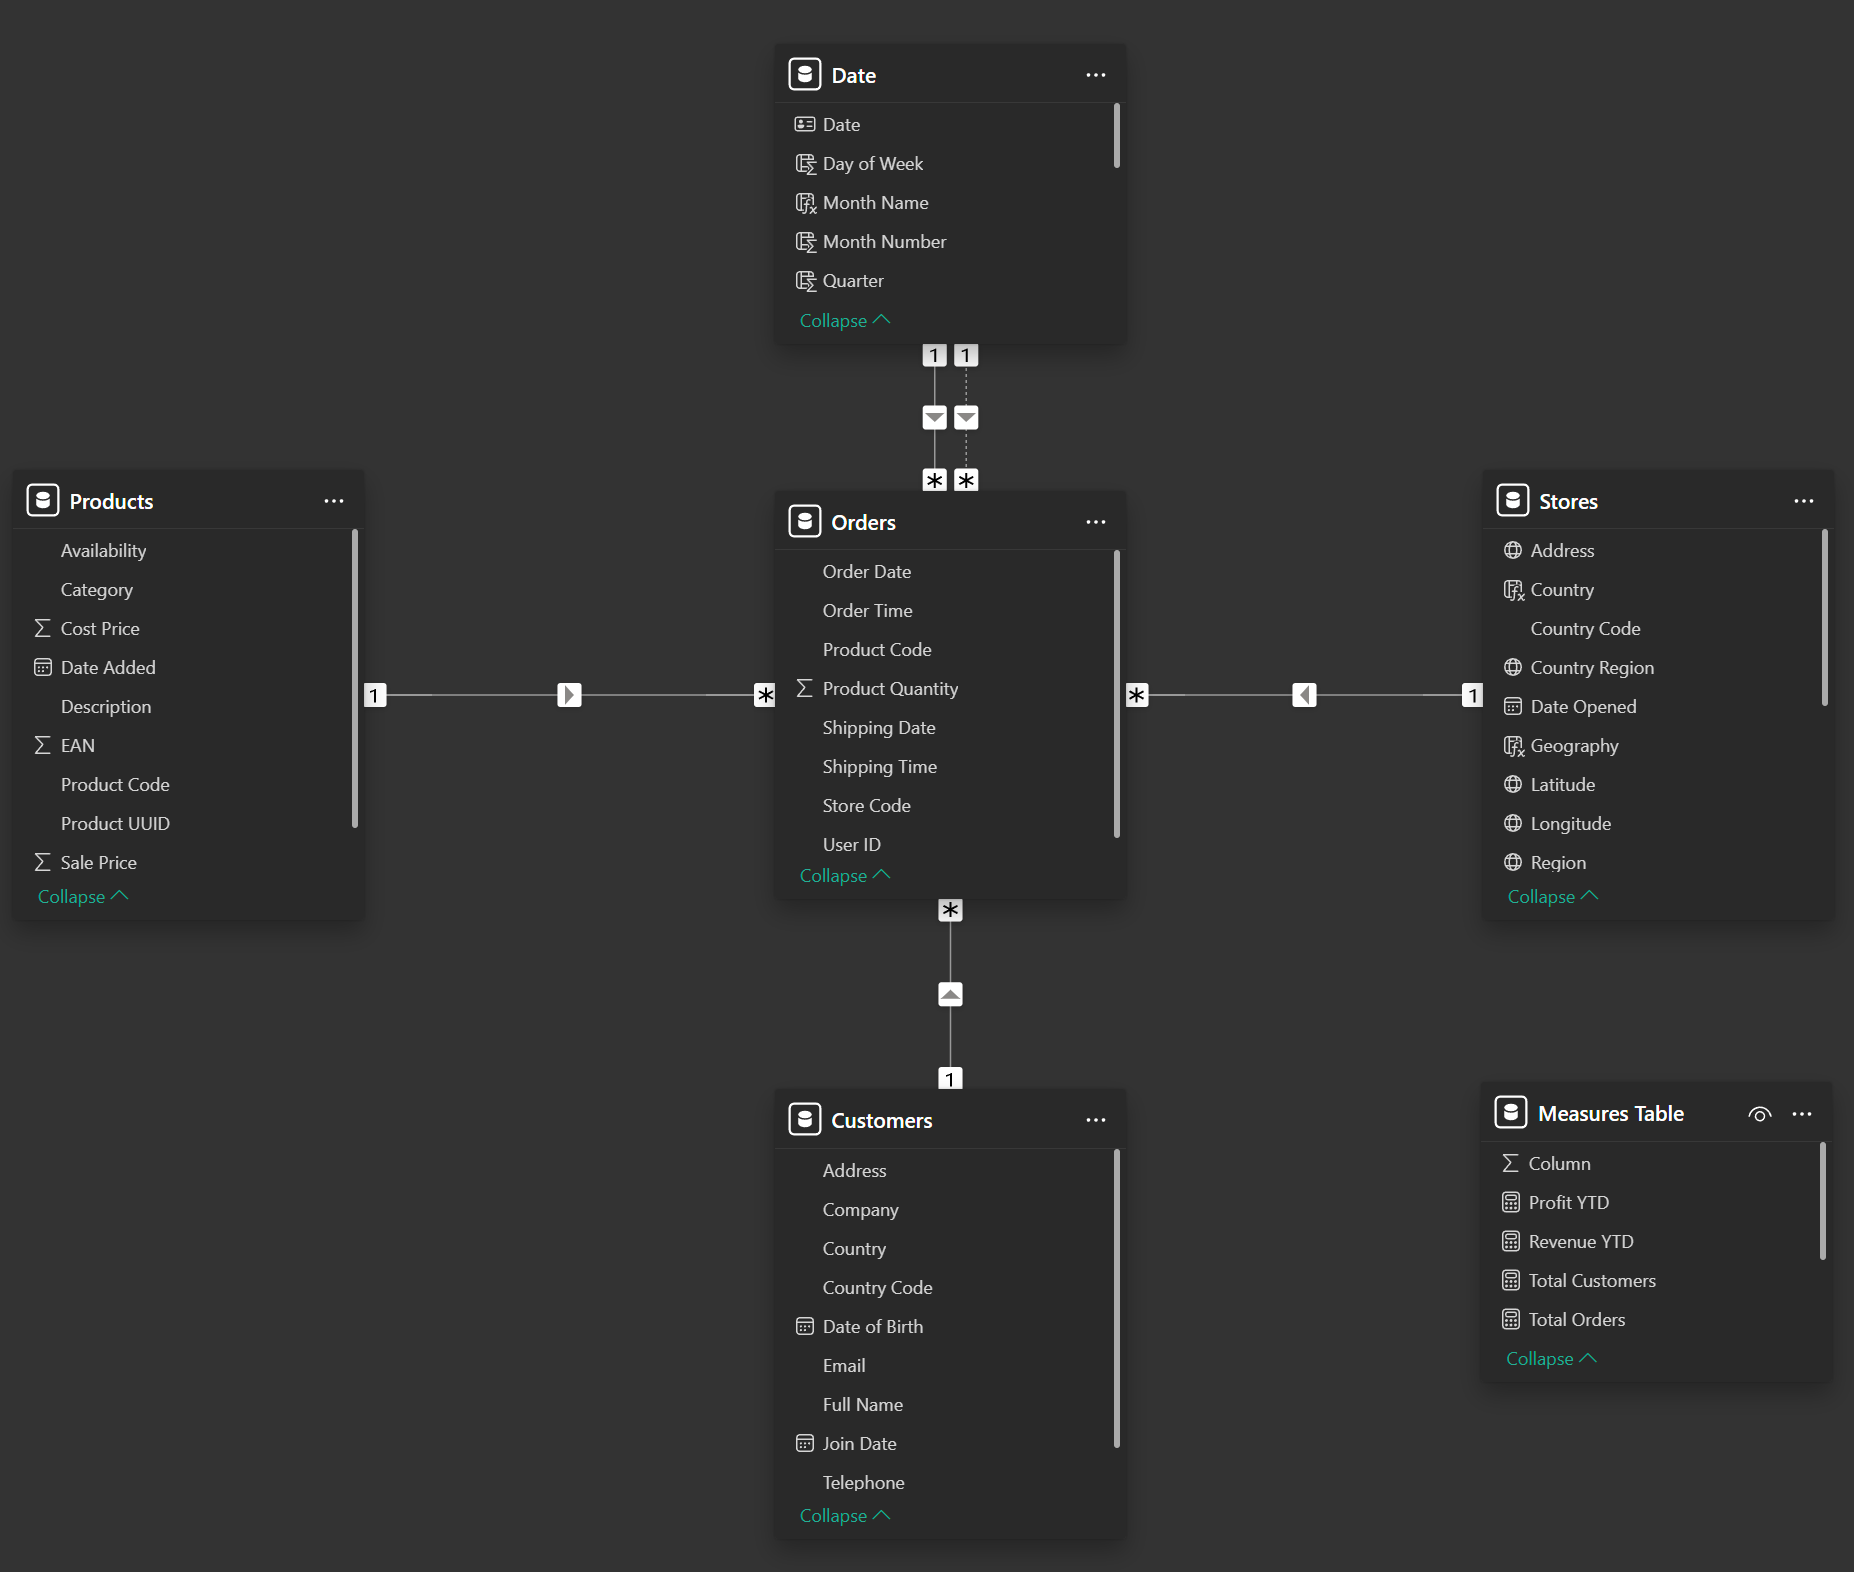 Date
Date
Day of Week
Month Name
Month Number
Quarter
Collapse
1 1
* *
Products
Availability
Category
Cost Price
Date Added
Description
EAN
Product Code
Product UUID
Sale Price
Collapse
1
*
Orders
Order Date
Order Time
Product Code
Product Quantity
Shipping Date
Shipping Time
Store Code
User ID
Collapse
*
1
Stores
Address
Country
Country Code
Country Region
Date Opened
Geography
Latitude
Longitude
Region
Collapse
*
1
Customers
Address
Company
Country
Country Code
Date of Birth
Email
Full Name
Join Date
Telephone
Collapse
Measures Table
Column
Profit YTD
Revenue YTD
Total Customers
Total Orders
Collapse